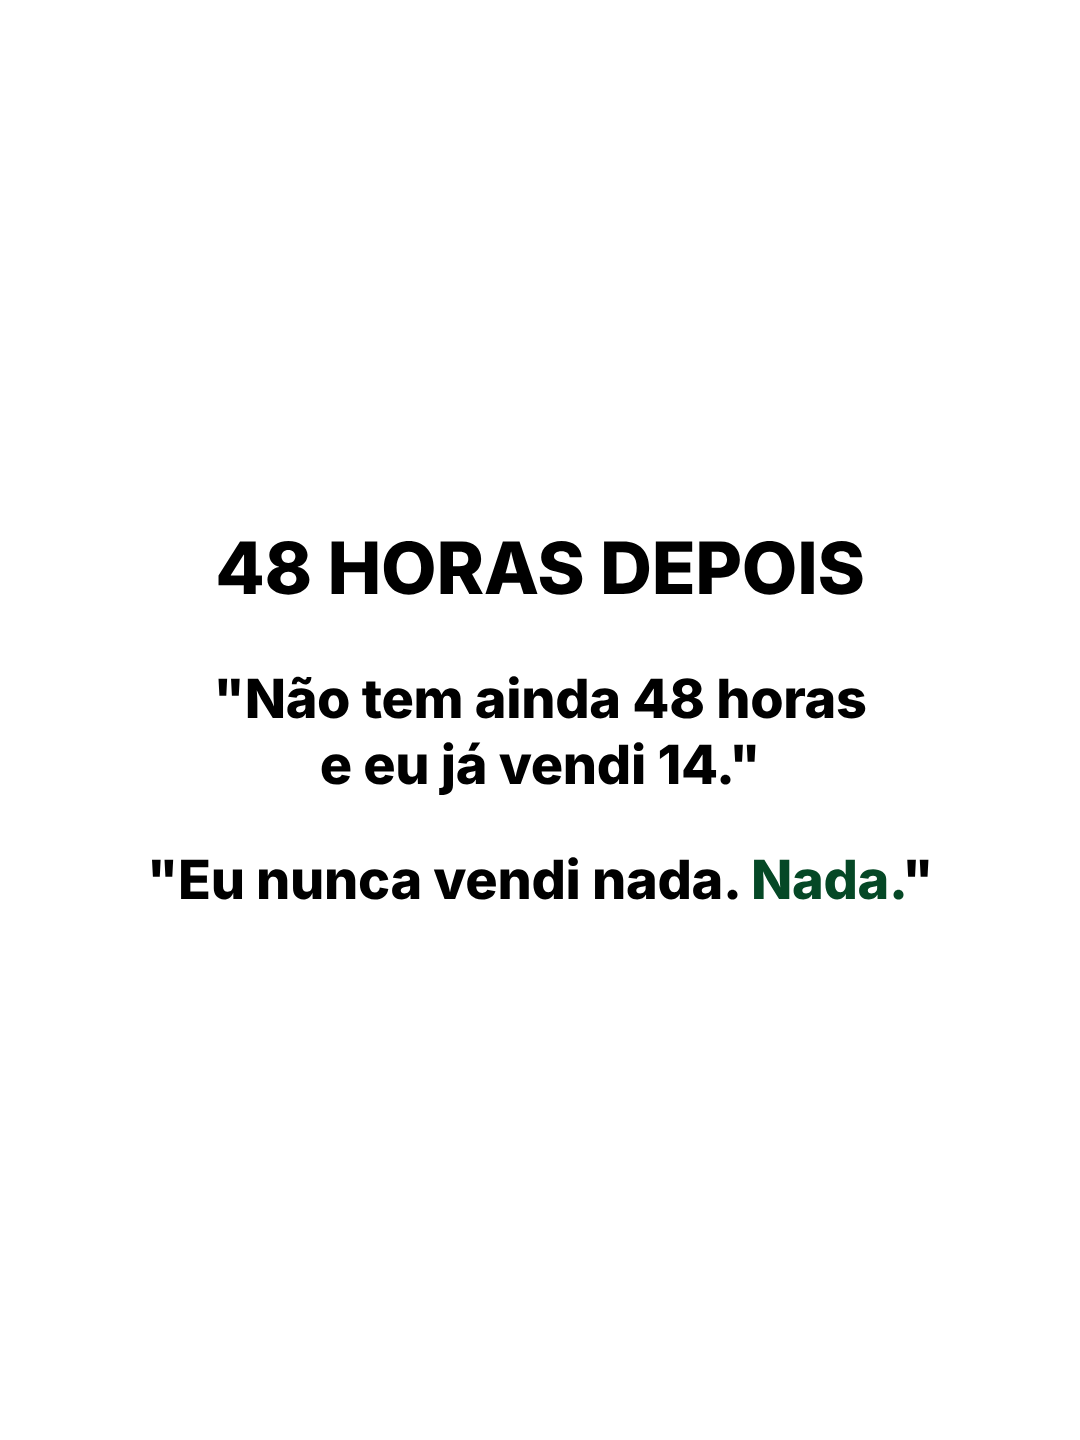 48 HORAS DEPOIS
"Não tem ainda 48 horas
e eu já vendi 14."
"Eu nunca vendi nada. Nada."